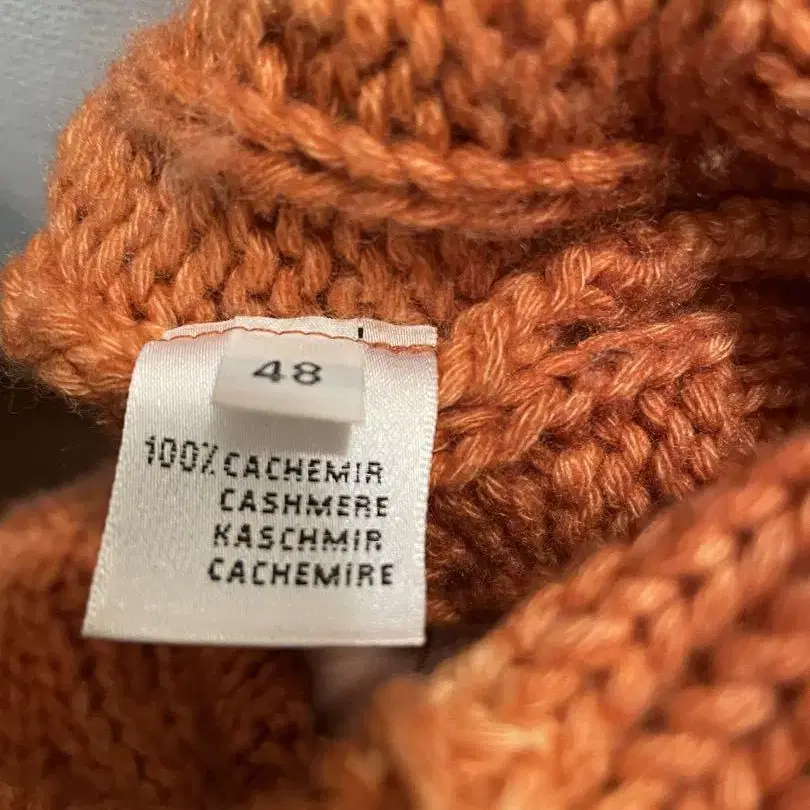 48
100% CACHEMIR
CASHMERE
KASCHMIR
CACHEMIRE